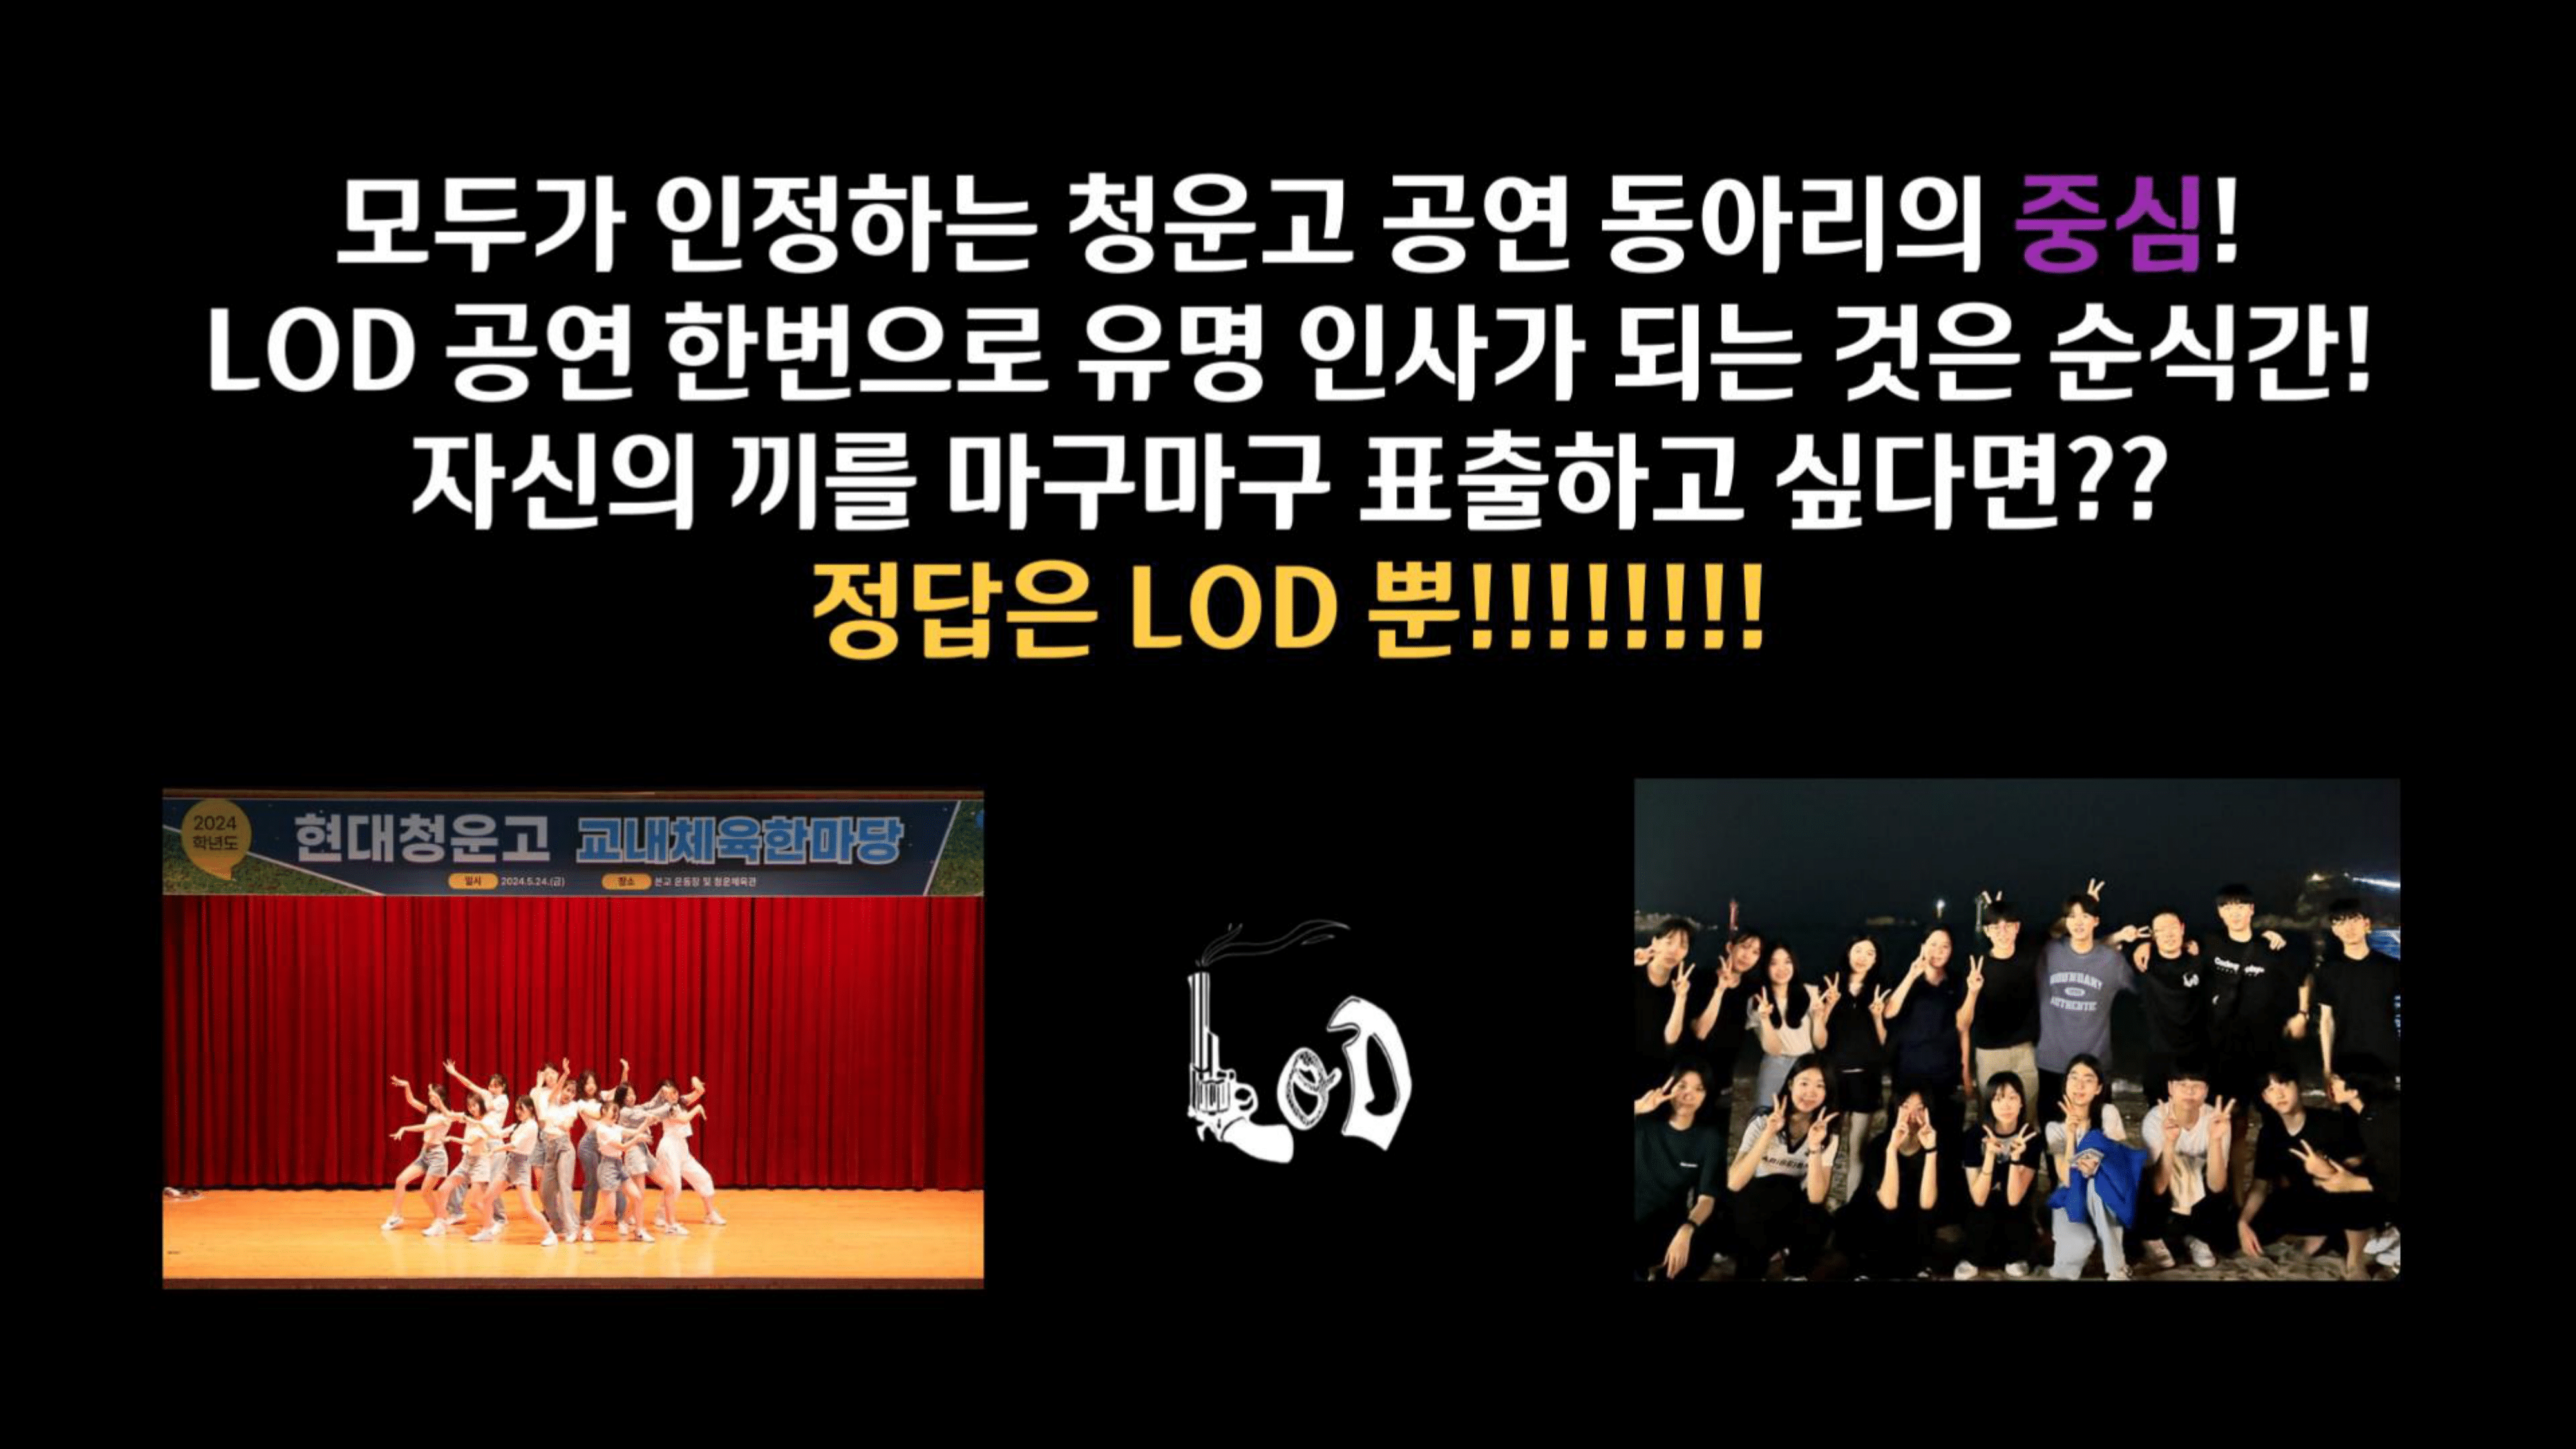 모두가 인정하는 청운고 공연 동아리의 중심!
LOD 공연 한번으로 유명 인사가 되는 것은 순식간!
자신의 끼를 마구마구 표출하고 싶다면??
정답은 LOD 뿐!!!!!!!!
2024
학년도
현대청운고 교내체육한마당
일시 2024.5.24.(금) 장소 본교 운동장 및 청운체육관
LOD
BOUNDARY
AUTHENTIC